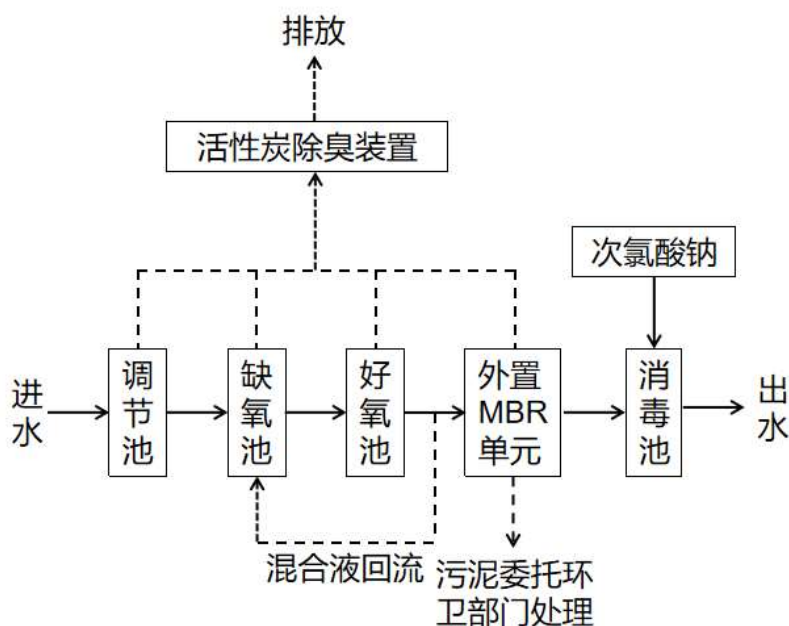 排放
活性炭除臭装置
次氯酸钠
进
水
调
节
池
缺
氧
池
好
氧
池
外置
MBR
单元
消
毒
池
出
水
混合液回流
污泥委托环
卫部门处理